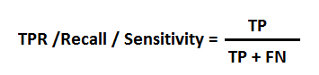 TPR /Recall / Sensitivity = TP
TP + FN